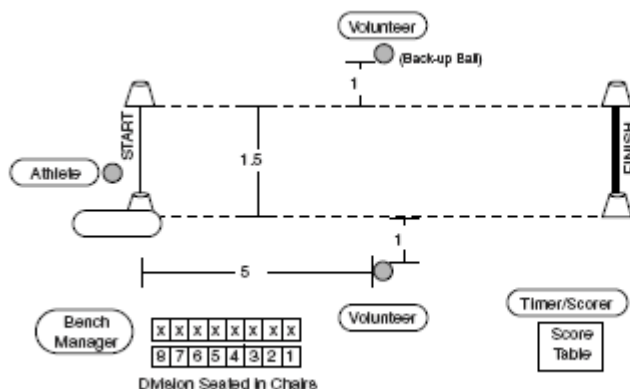 Volunteer
(Back-up Ball)
1
START
1.5
FINISH
Athlete
1
5
Volunteer
Timer/Scorer
Bench
Manager
X X X X X X X X
8 7 6 5 4 3 2 1
Score
Table
Division Seated in Chairs